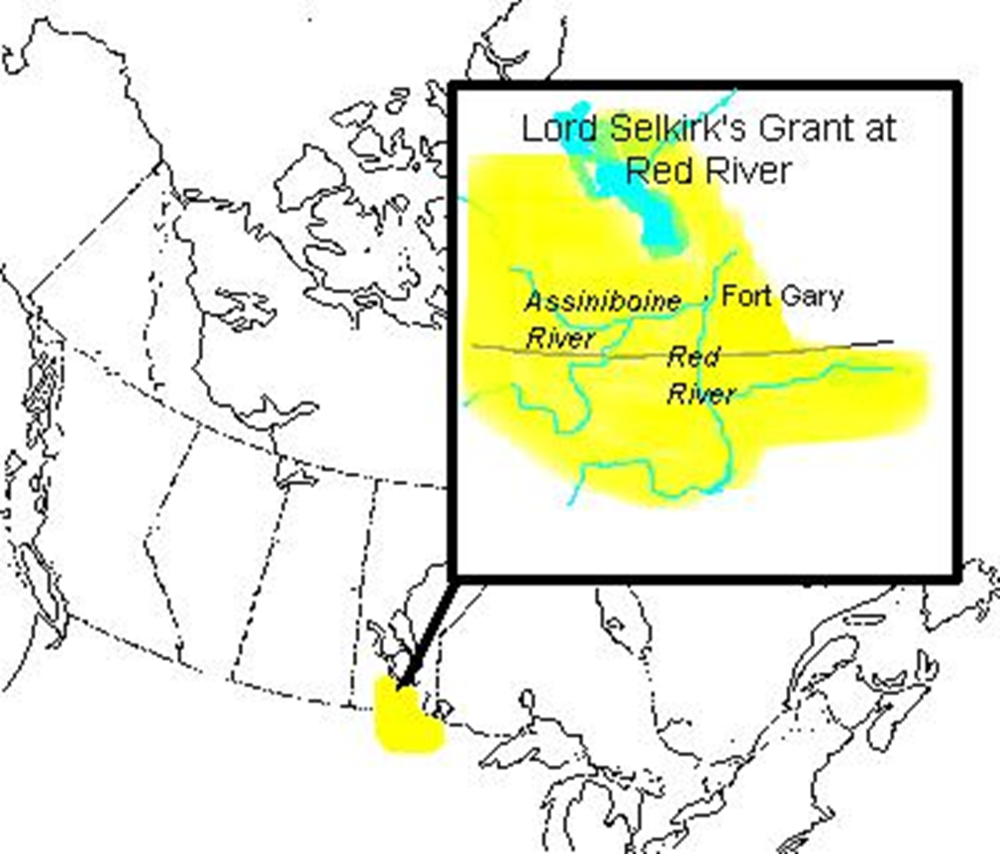 Lord Selkirk's Grant at
Red River
Assiniboine
River
Fort Gary
Red
River